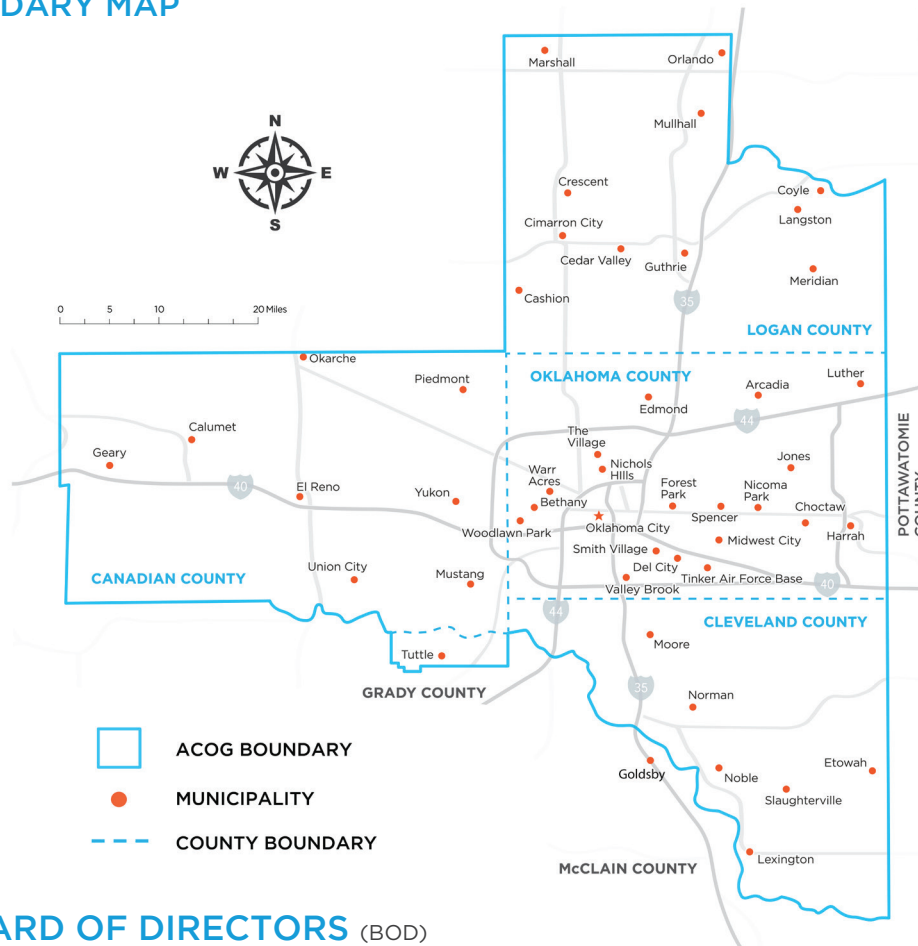 DARY MAP
Marshall
Orlando
Mullhall
N
W
E
S
Crescent
Coyle
Langston
Cimarron City
Cedar Valley
Guthrie
Meridian
Cashion
35
0 5 10 20 Miles
LOGAN COUNTY
Okarche
Piedmont
OKLAHOMA COUNTY
Arcadia
Luther
Edmond
44
Calumet
The
Village
Geary
Nichols
HIlls
Jones
Warr
Acres
Forest
Park
Nicoma
Park
POTTAWATOMIE
COUNTY
40
El Reno
Yukon
Bethany
Choctaw
Woodlawn Park
Oklahoma City
Spencer
Harrah
Midwest City
Smith Village
Del City
Tinker Air Force Base
Union City
Mustang
Valley Brook
40
CANADIAN COUNTY
44
CLEVELAND COUNTY
Moore
Tuttle
GRADY COUNTY
35
Norman
ACOG BOUNDARY
Goldsby
Noble
Etowah
MUNICIPALITY
Slaughterville
COUNTY BOUNDARY
Lexington
McCLAIN COUNTY
ARD OF DIRECTORS (BOD)